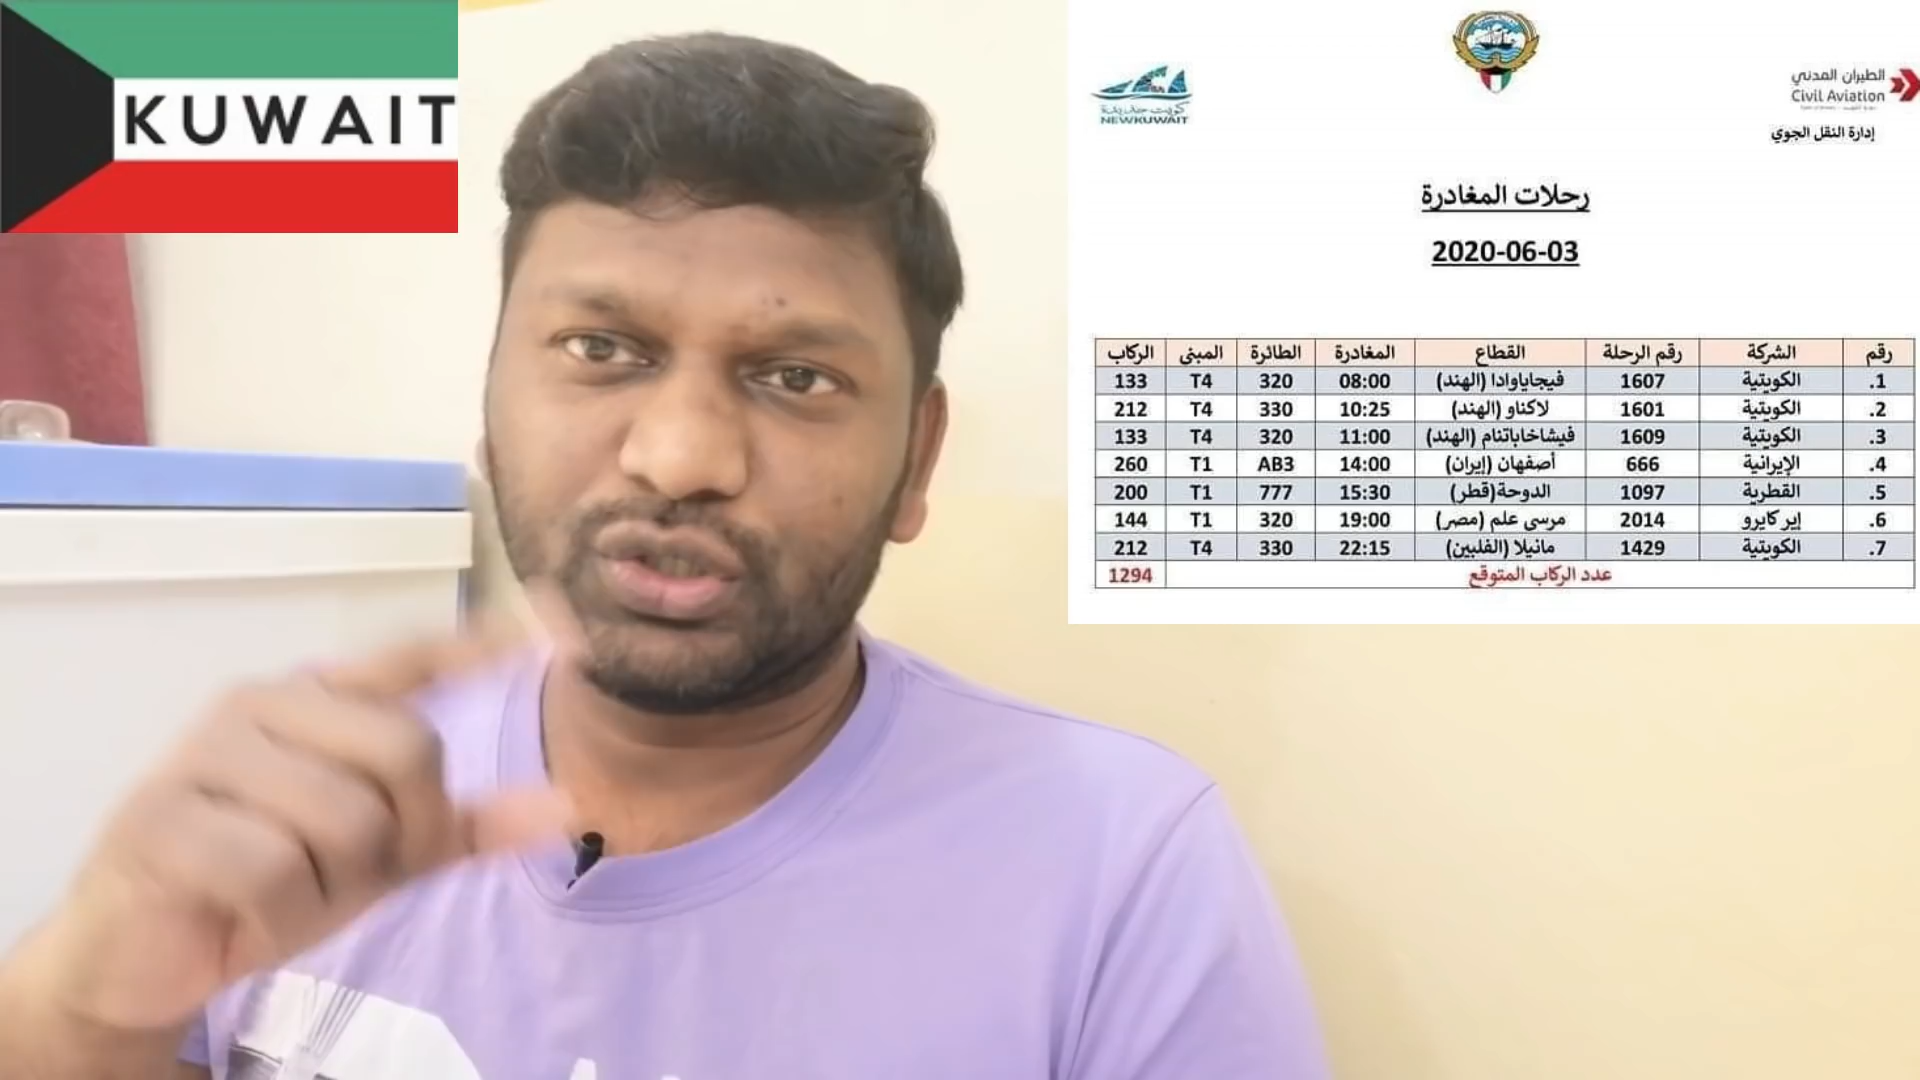 KUWAIT
كويت جديدة
NEWKUWAIT
الطيران المدني
Civil Aviation
إدارة النقل الجوي
رحلات المغادرة
2020-06-03
رقم الشركة رقم الرحلة القطاع المغادرة الطائرة المبنى الركاب
1. الكويتية 1607 فيجاياوادا (الهند) 08:00 320 T4 133
2. الكويتية 1601 لاكناو (الهند) 10:25 330 T4 212
3. الكويتية 1609 فيشاخاباتنام (الهند) 11:00 320 T4 133
4. الإيرانية 666 أصفهان (إيران) 14:00 AB3 T1 260
5. القطرية 1097 الدوحة(قطر) 15:30 777 T1 200
6. إير كايرو 2014 مرسى علم (مصر) 19:00 320 T1 144
7. الكويتية 1429 مانيلا (الفلبين) 22:15 330 T4 212
عدد الركاب المتوقع 1294